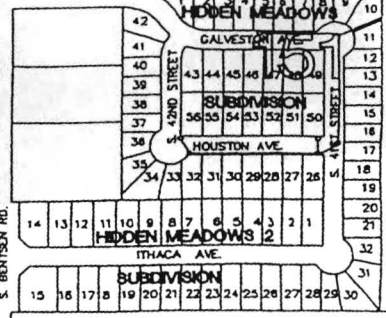 HIDDEN MEADOWS
10
42
GALVESTON AVE.
11
41
12
40
43 44 45 46 47 48 49
13
39
SUBDIVISION
14
38
56 55 54 53 52 51 50
15
37
S. 42ND STREET
S. 41ST STREET
16
36
HOUSTON AVE.
17
35
18
34 33 32 31 30 29 28 27 26
19
20
S. BENTSEN RD.
14 13 12 11 10 9 8 7 6 5 4 3 2 1
21
HIDDEN MEADOWS 2
32
ITHACA AVE.
31
SUBDIVISION
15 16 17 18 19 20 21 22 23 24 25 26 27 28 29 30